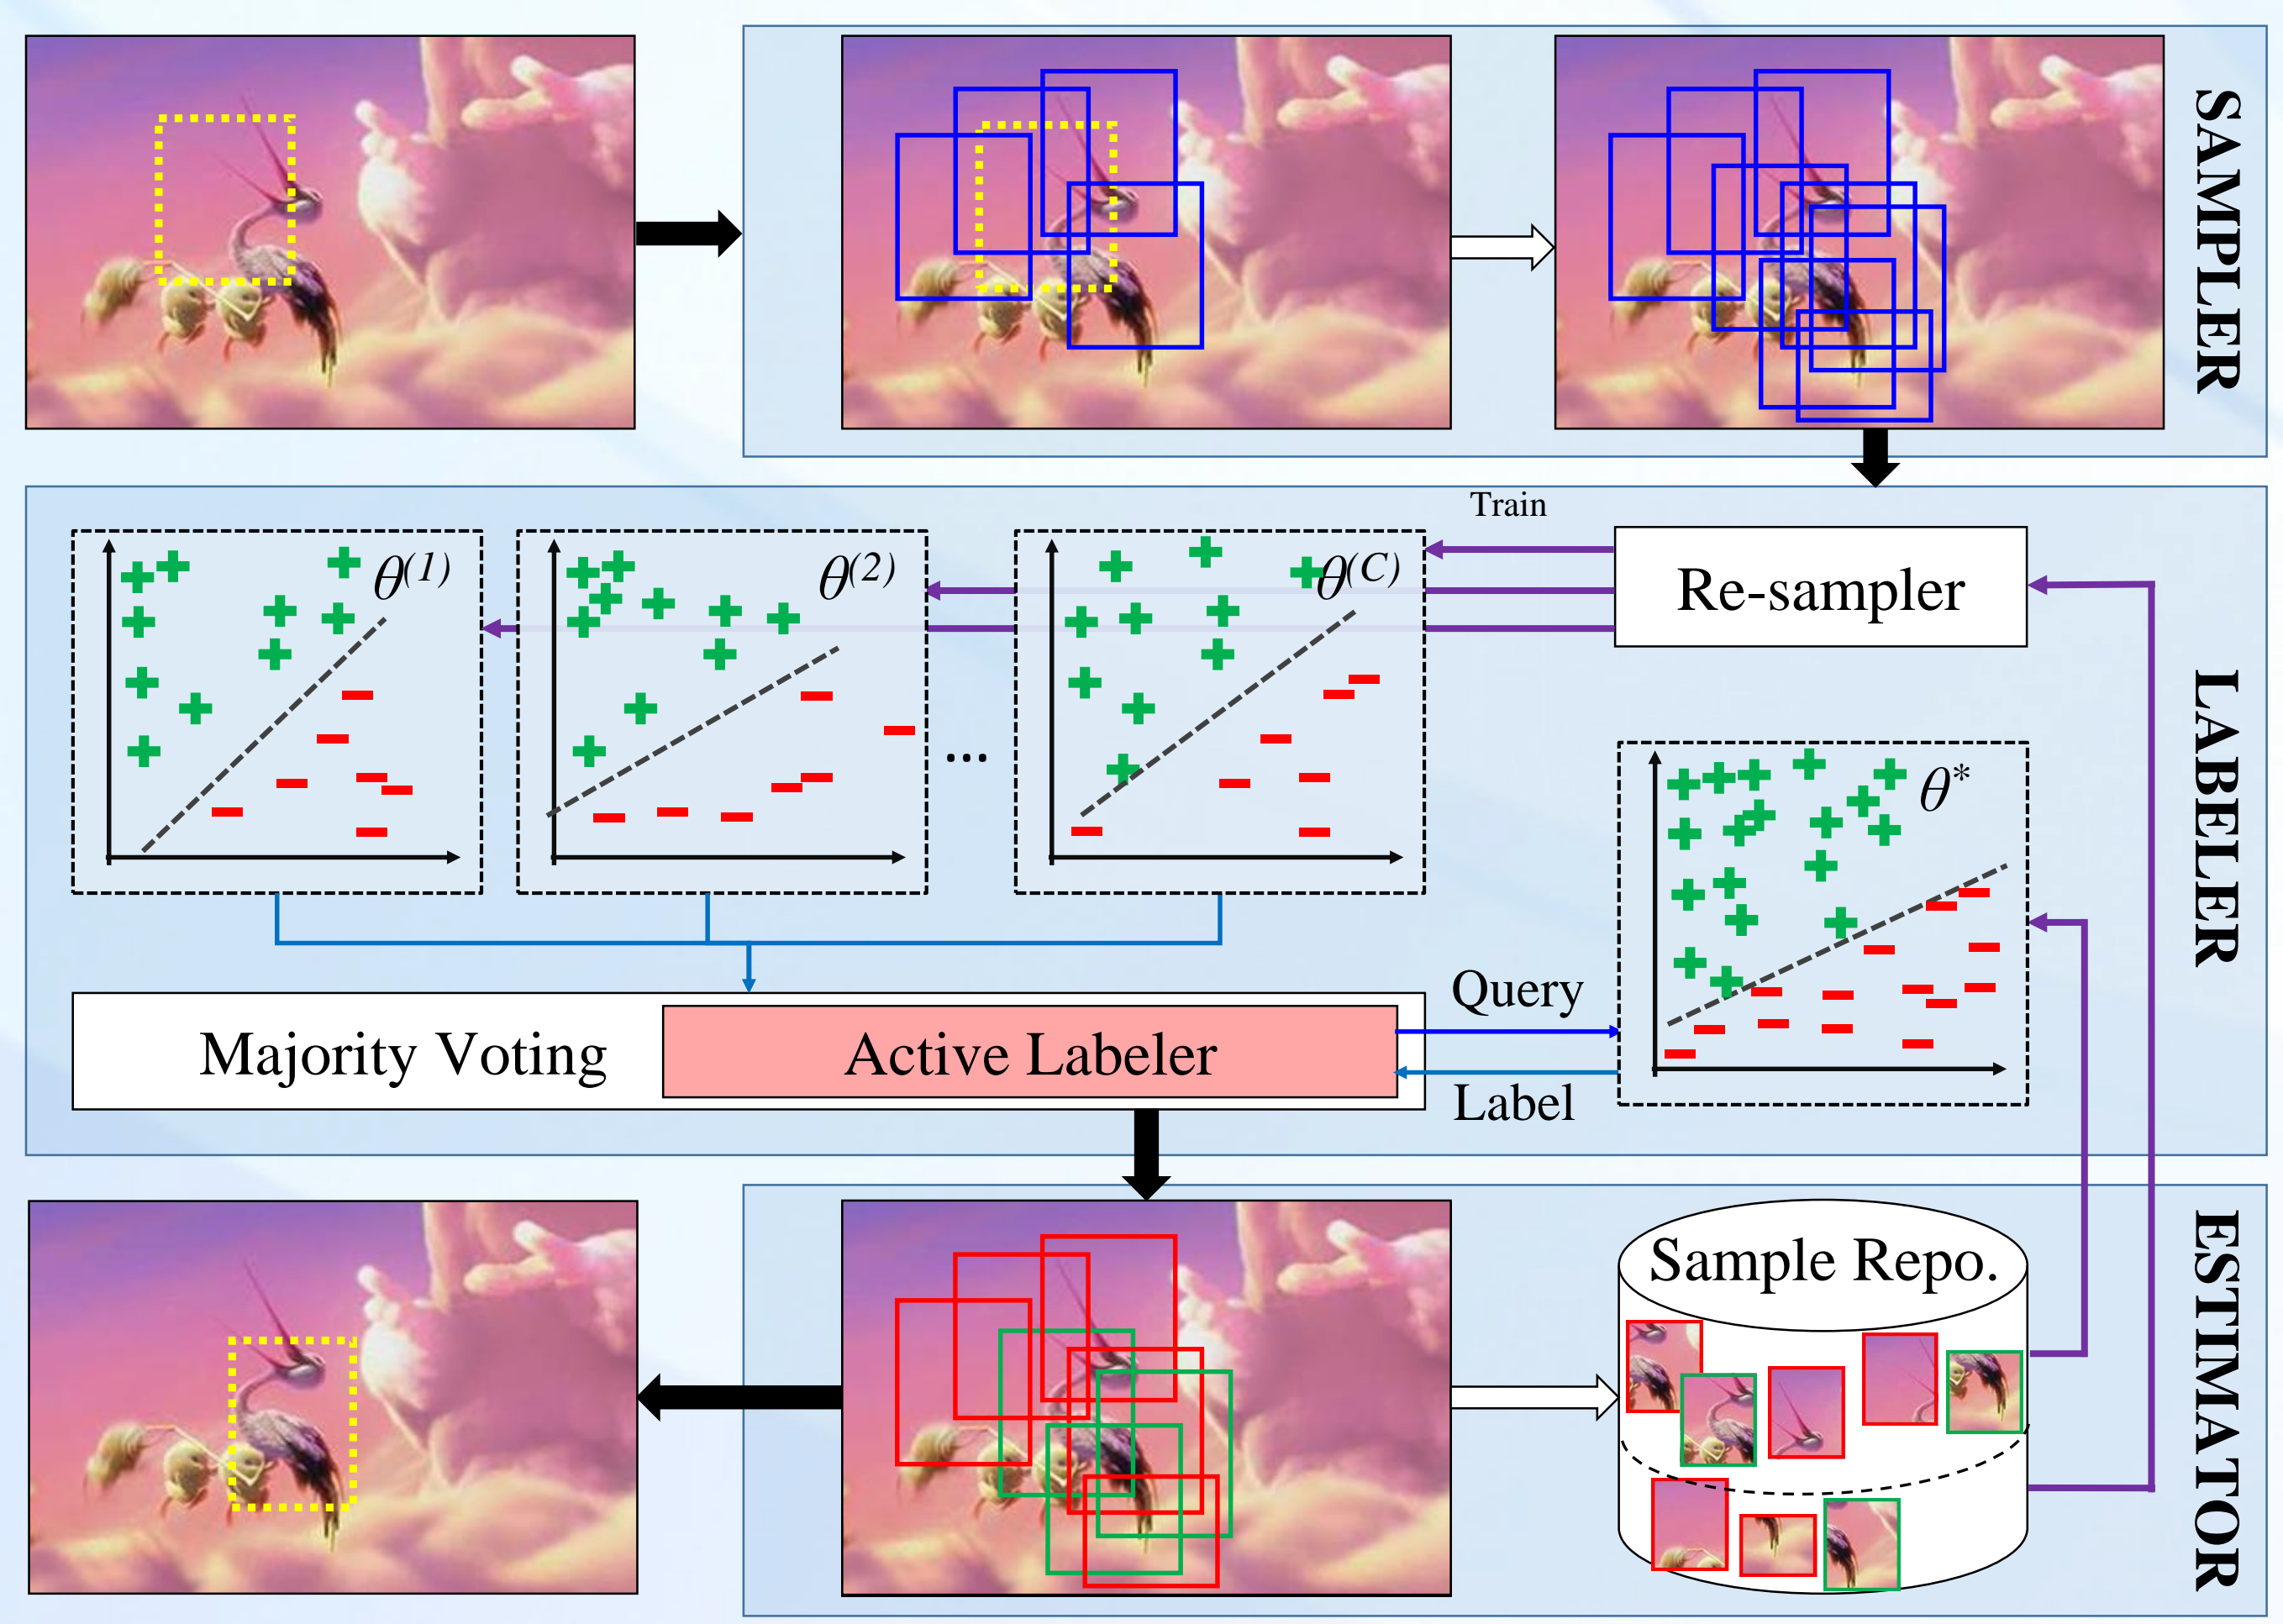 SAMPLER
Train
θ(1)
θ(2)
...
θ(C)
Re-sampler
θ*
LABELER
Majority Voting
Active Labeler
Query
Label
Sample Repo.
ESTIMATOR